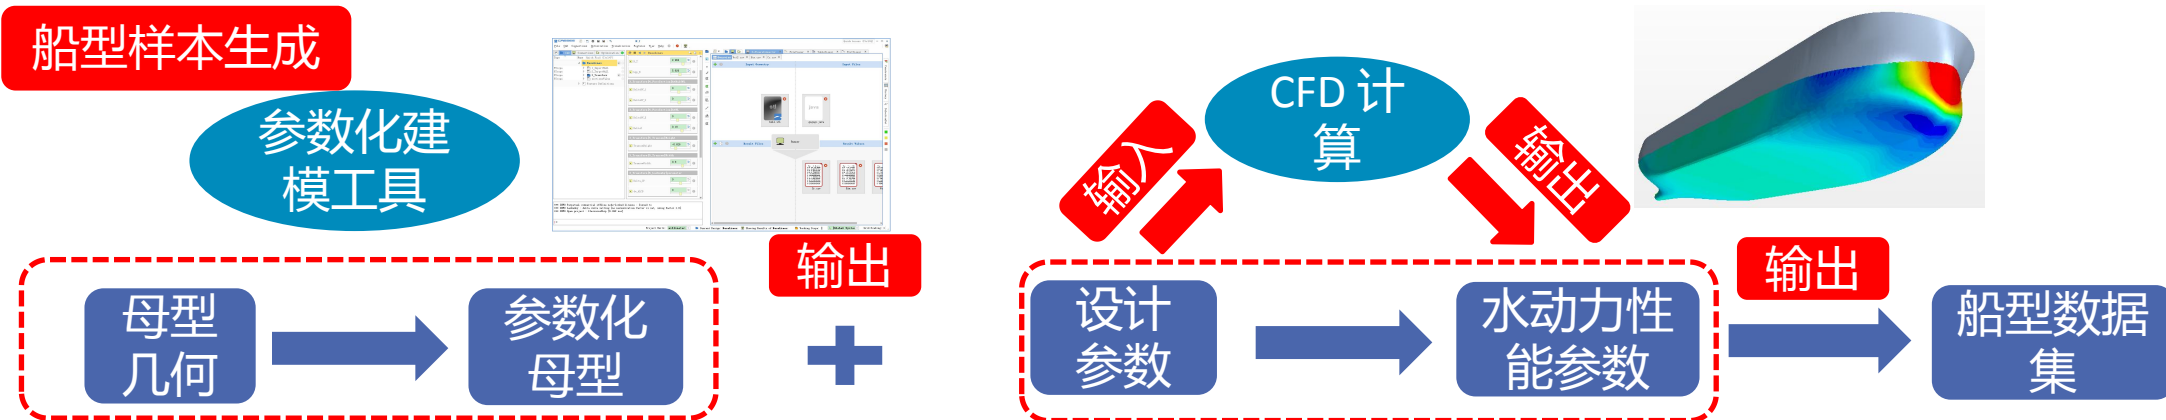 船型样本生成
参数化建
模工具
输出
母型
几何
参数化
母型
输入
CFD 计
算
输出
设计
参数
水动力性
能参数
输出
船型数据
集